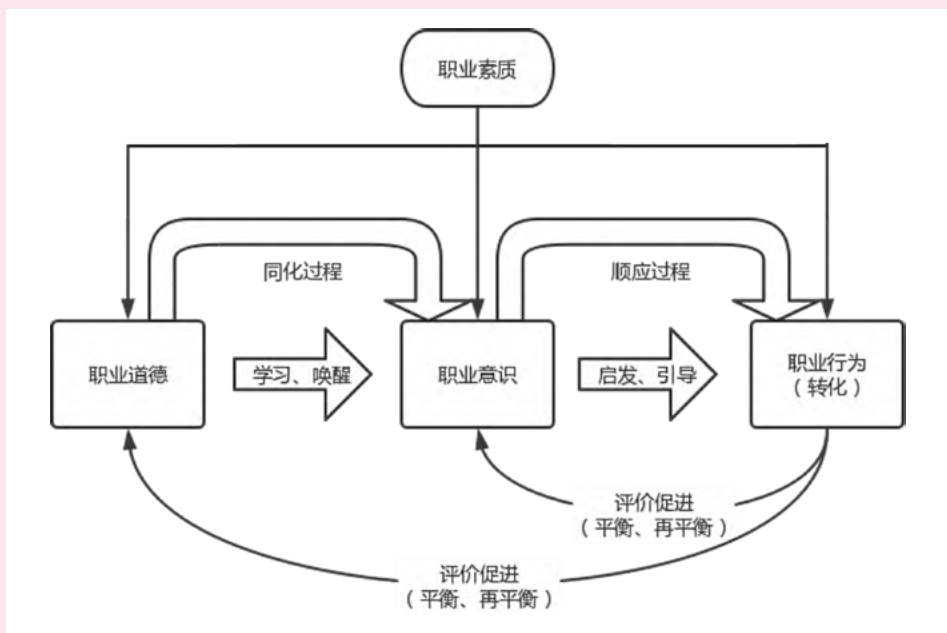 职业素质
同化过程
顺应过程
职业道德
学习、唤醒
职业意识
启发、引导
职业行为
（转化）
评价促进
（平衡、再平衡）
评价促进
（平衡、再平衡）